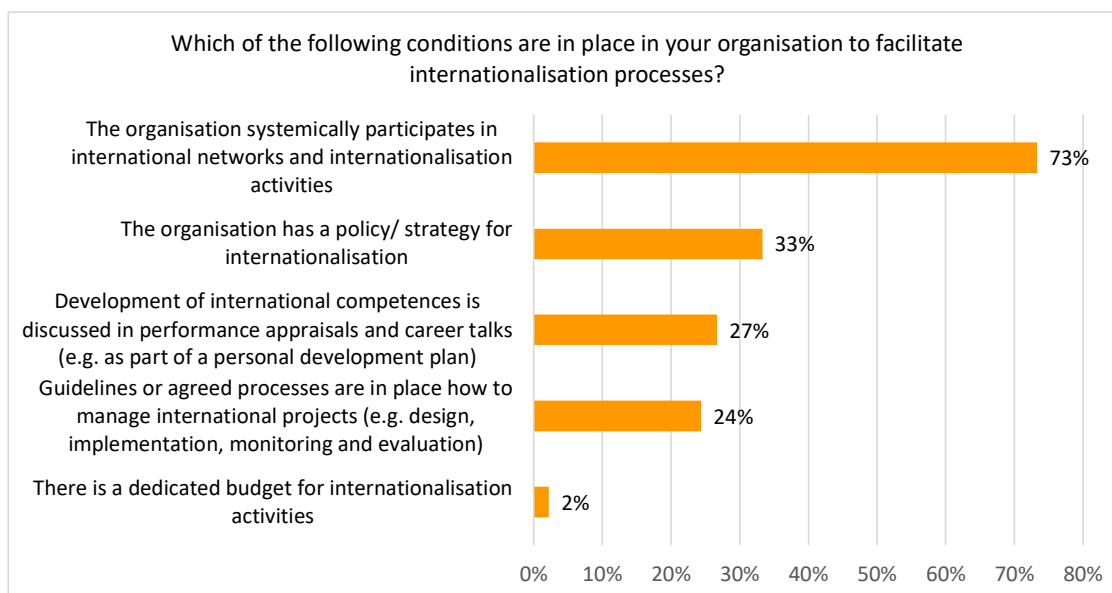 Which of the following conditions are in place in your organisation to facilitate
internationalisation processes?
The organisation systemically participates in
international networks and internationalisation
activities
73%
The organisation has a policy/ strategy for
internationalisation
33%
Development of international competences is
discussed in performance appraisals and career talks
(e.g. as part of a personal development plan)
27%
Guidelines or agreed processes are in place how to
manage international projects (e.g. design,
implementation, monitoring and evaluation)
24%
There is a dedicated budget for internationalisation
activities
2%
0% 10% 20% 30% 40% 50% 60% 70% 80%